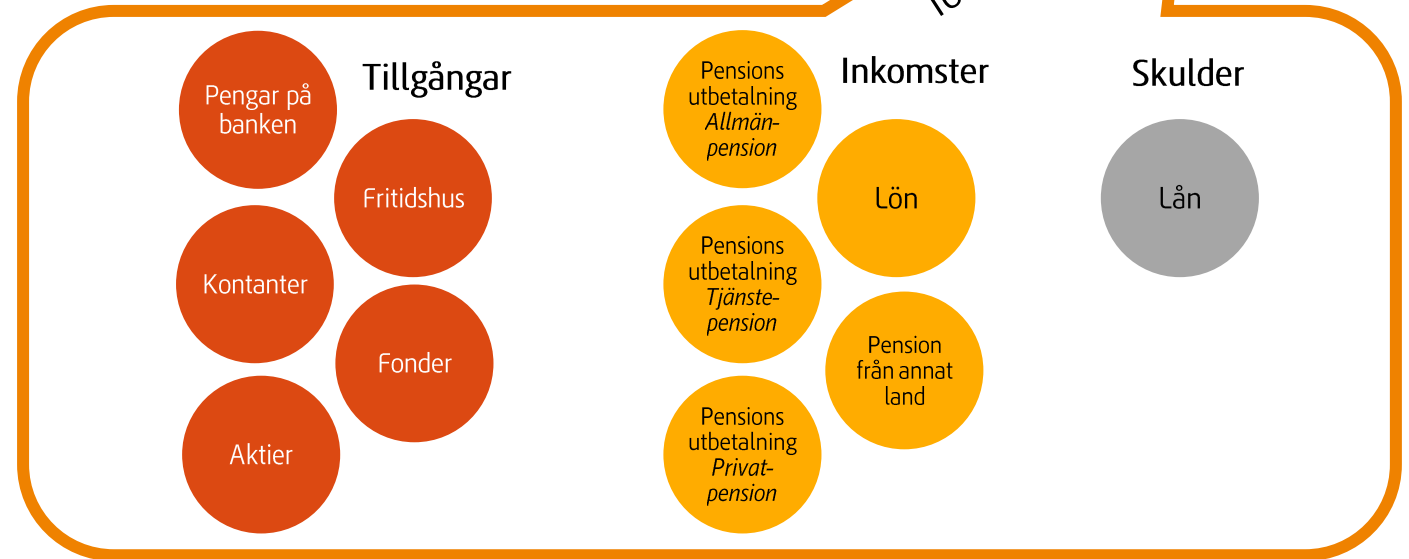 Tillgångar
Pengar på
banken
Fritidshus
Kontanter
Fonder
Aktier
Inkomster
Pensions
utbetalning
Allmän-
pension
Lön
Pensions
utbetalning
Tjänste-
pension
Pension
från annat
land
Pensions
utbetalning
Privat-
pension
Skulder
Lån